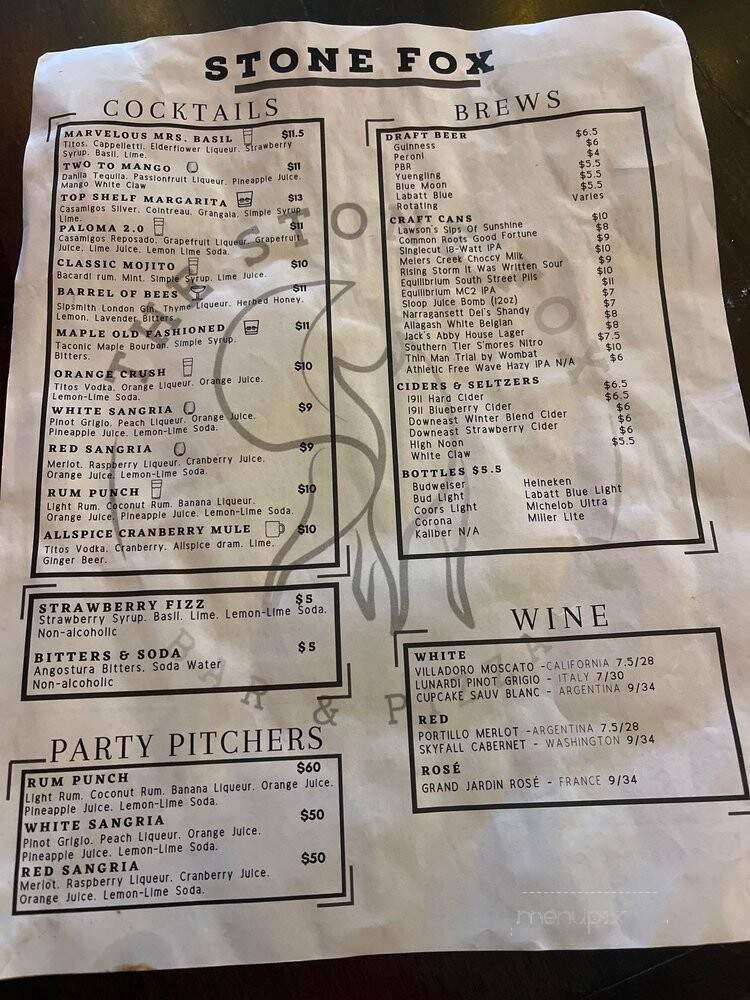 STONE FOX
COCKTAILS
MARVELOUS MRS. BASIL $11.5
Titos, Cappelletti, Elderflower Liqueur, Strawberry
Syrup, Basil, Lime.
TWO TO MANGO $11
Dahlia Tequila, Passionfruit Liqueur, Pineapple Juice,
Mango White Claw
TOP SHELF MARGARITA $13
Casamigos Silver, Cointreau, Grangala, Simple Syrup
Lime.
PALOMA 2.0 $11
Casamigos Reposado, Grapefruit Liqueur, Grapefruit
Juice, Lime Juice, Lemon Lime Soda.
CLASSIC MOJITO $10
Bacardi rum, Mint, Simple Syrup, Lime Juice.
BARREL OF BEES $11
Sipsmith London Gin, Thyme Liqueur, Herbed Honey,
Lemon, Lavender Bitters
MAPLE OLD FASHIONED $11
Taconic Maple Bourbon, Simple Syrup,
Bitters.
ORANGE CRUSH $10
Titos Vodka, Orange Liqueur, Orange Juice,
Lemon-Lime Soda.
WHITE SANGRIA $9
Pinot Grigio, Peach Liqueur, Orange Juice,
Pineapple Juice, Lemon-Lime Soda.
RED SANGRIA $9
Merlot, Raspberry Liqueur, Cranberry Juice,
Orange Juice, Lemon-Lime Soda.
RUM PUNCH $10
Light Rum, Coconut Rum, Banana Liqueur,
Orange Juice, Pineapple Juice, Lemon-Lime Soda.
ALLSPICE CRANBERRY MULE $10
Titos Vodka, Cranberry, Allspice dram, Lime,
Ginger Beer.
STRAWBERRY FIZZ $5
Strawberry Syrup, Basil, Lime, Lemon-Lime Soda.
Non-alcoholic
BITTERS & SODA $5
Angostura Bitters, Soda Water
Non-alcoholic
PARTY PITCHERS
RUM PUNCH $60
Light Rum, Coconut Rum, Banana Liqueur, Orange Juice,
Pineapple Juice, Lemon-Lime Soda.
WHITE SANGRIA $50
Pinot Grigio, Peach Liqueur, Orange Juice,
Pineapple Juice, Lemon-Lime Soda.
RED SANGRIA $50
Merlot, Raspberry Liqueur, Cranberry Juice,
Orange Juice, Lemon-Lime Soda.
BREWS
DRAFT BEER
Guinness $6.5
Peroni $6
PBR $4
Yuengling $5.5
Blue Moon $5.5
Labatt Blue $5.5
Rotating Varies
CRAFT CANS
Lawson's Sips Of Sunshine $10
Common Roots Good Fortune $8
Singlecut 18-Watt IPA $9
Meiers Creek Choccy Milk $10
Rising Storm It Was Written Sour $9
Equilibrium South Street Pils $10
Equilibrium MC2 IPA $11
Sloop Juice Bomb (12oz) $7
Narragansett Del's Shandy $7
Allagash White Belgian $8
Jack's Abby House Lager $8
Southern Tier S'mores Nitro $7.5
Thin Man Trial by Wombat $10
Athletic Free Wave Hazy IPA N/A $6
CIDERS & SELTZERS
1911 Hard Cider $6.5
1911 Blueberry Cider $6.5
Downeast Winter Blend Cider $6
Downeast Strawberry Cider $6
High Noon $6
White Claw $5.5
BOTTLES $5.5
Budweiser Heineken
Bud Light Labatt Blue Light
Coors Light Michelob Ultra
Corona Miller Lite
Kaliber N/A
WINE
WHITE
VILLADORO MOSCATO -CALIFORNIA 7.5/28
LUNARDI PINOT GRIGIO - ITALY 7/30
CUPCAKE SAUV BLANC - ARGENTINA 9/34
RED
PORTILLO MERLOT -ARGENTINA 7.5/28
SKYFALL CABERNET - WASHINGTON 9/34
ROSÉ
GRAND JARDIN ROSÉ - FRANCE 9/34
THE STONE FOX
BAR & PIZZA
menupix